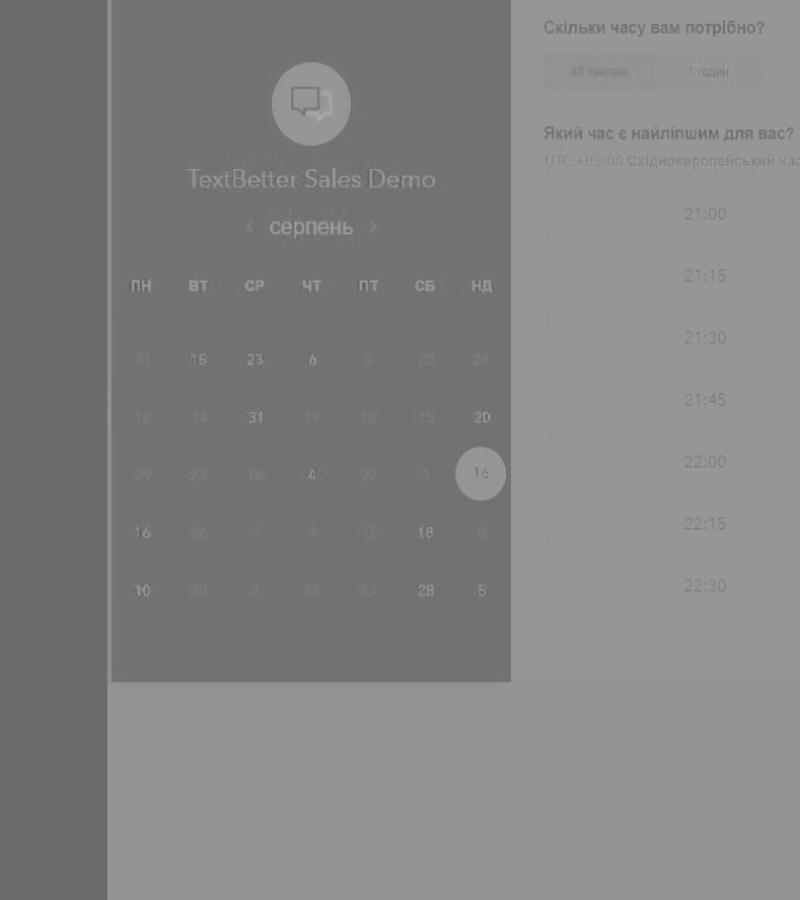 TextBetter Sales Demo
‹ серпень ›
ПН ВТ СР ЧТ ПТ СБ НД
31 15 23 6 8 22 24
18 14 31 19 18 15 20
29 23 16 4 27 3 16
16 26 7 9 15 18 8
10 30 2 24 23 28 5
Скільки часу вам потрібно?
40 хвилин 1 годин
Який час є найліпшим для вас?
UTC +03:00 Східноєвропейський час
21:00
21:15
21:30
21:45
22:00
22:15
22:30